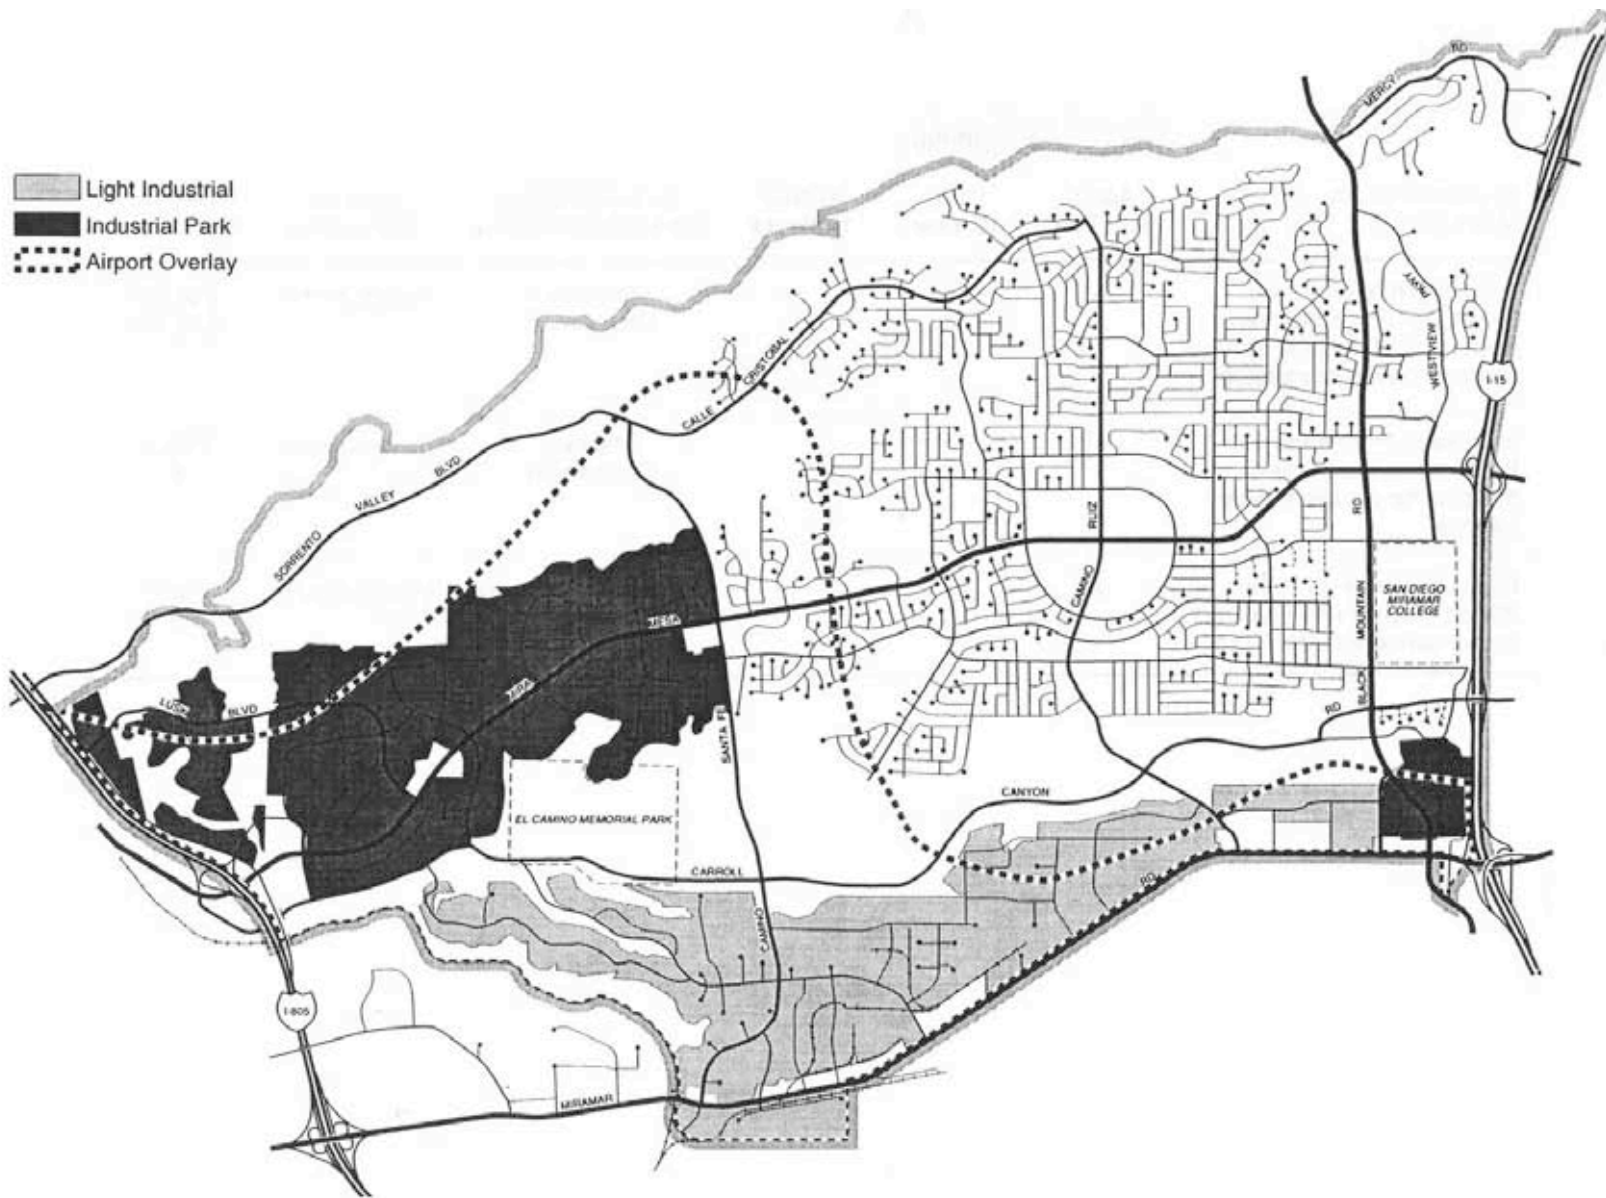 Light Industrial
Industrial Park
Airport Overlay
MERCY
RD
PKWY
WESTVIEW
I-15
CALLE
CRISTOBAL
SORRENTO
VALLEY
BLVD
RUIZ
CAMINO
RD
MOUNTAIN
BLACK
SAN DIEGO
MIRAMAR
COLLEGE
MESA
MIRA
LUSK
BLVD
SANTA FE
CAMINO
RD
CANYON
CARROLL
EL CAMINO MEMORIAL PARK
RD
MIRAMAR
I-805